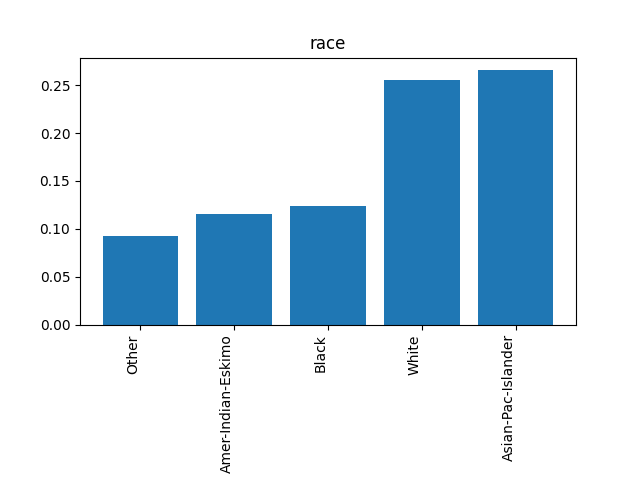 race
0.25
0.20
0.15
0.10
0.05
0.00
Other
Amer-Indian-Eskimo
Black
White
Asian-Pac-Islander